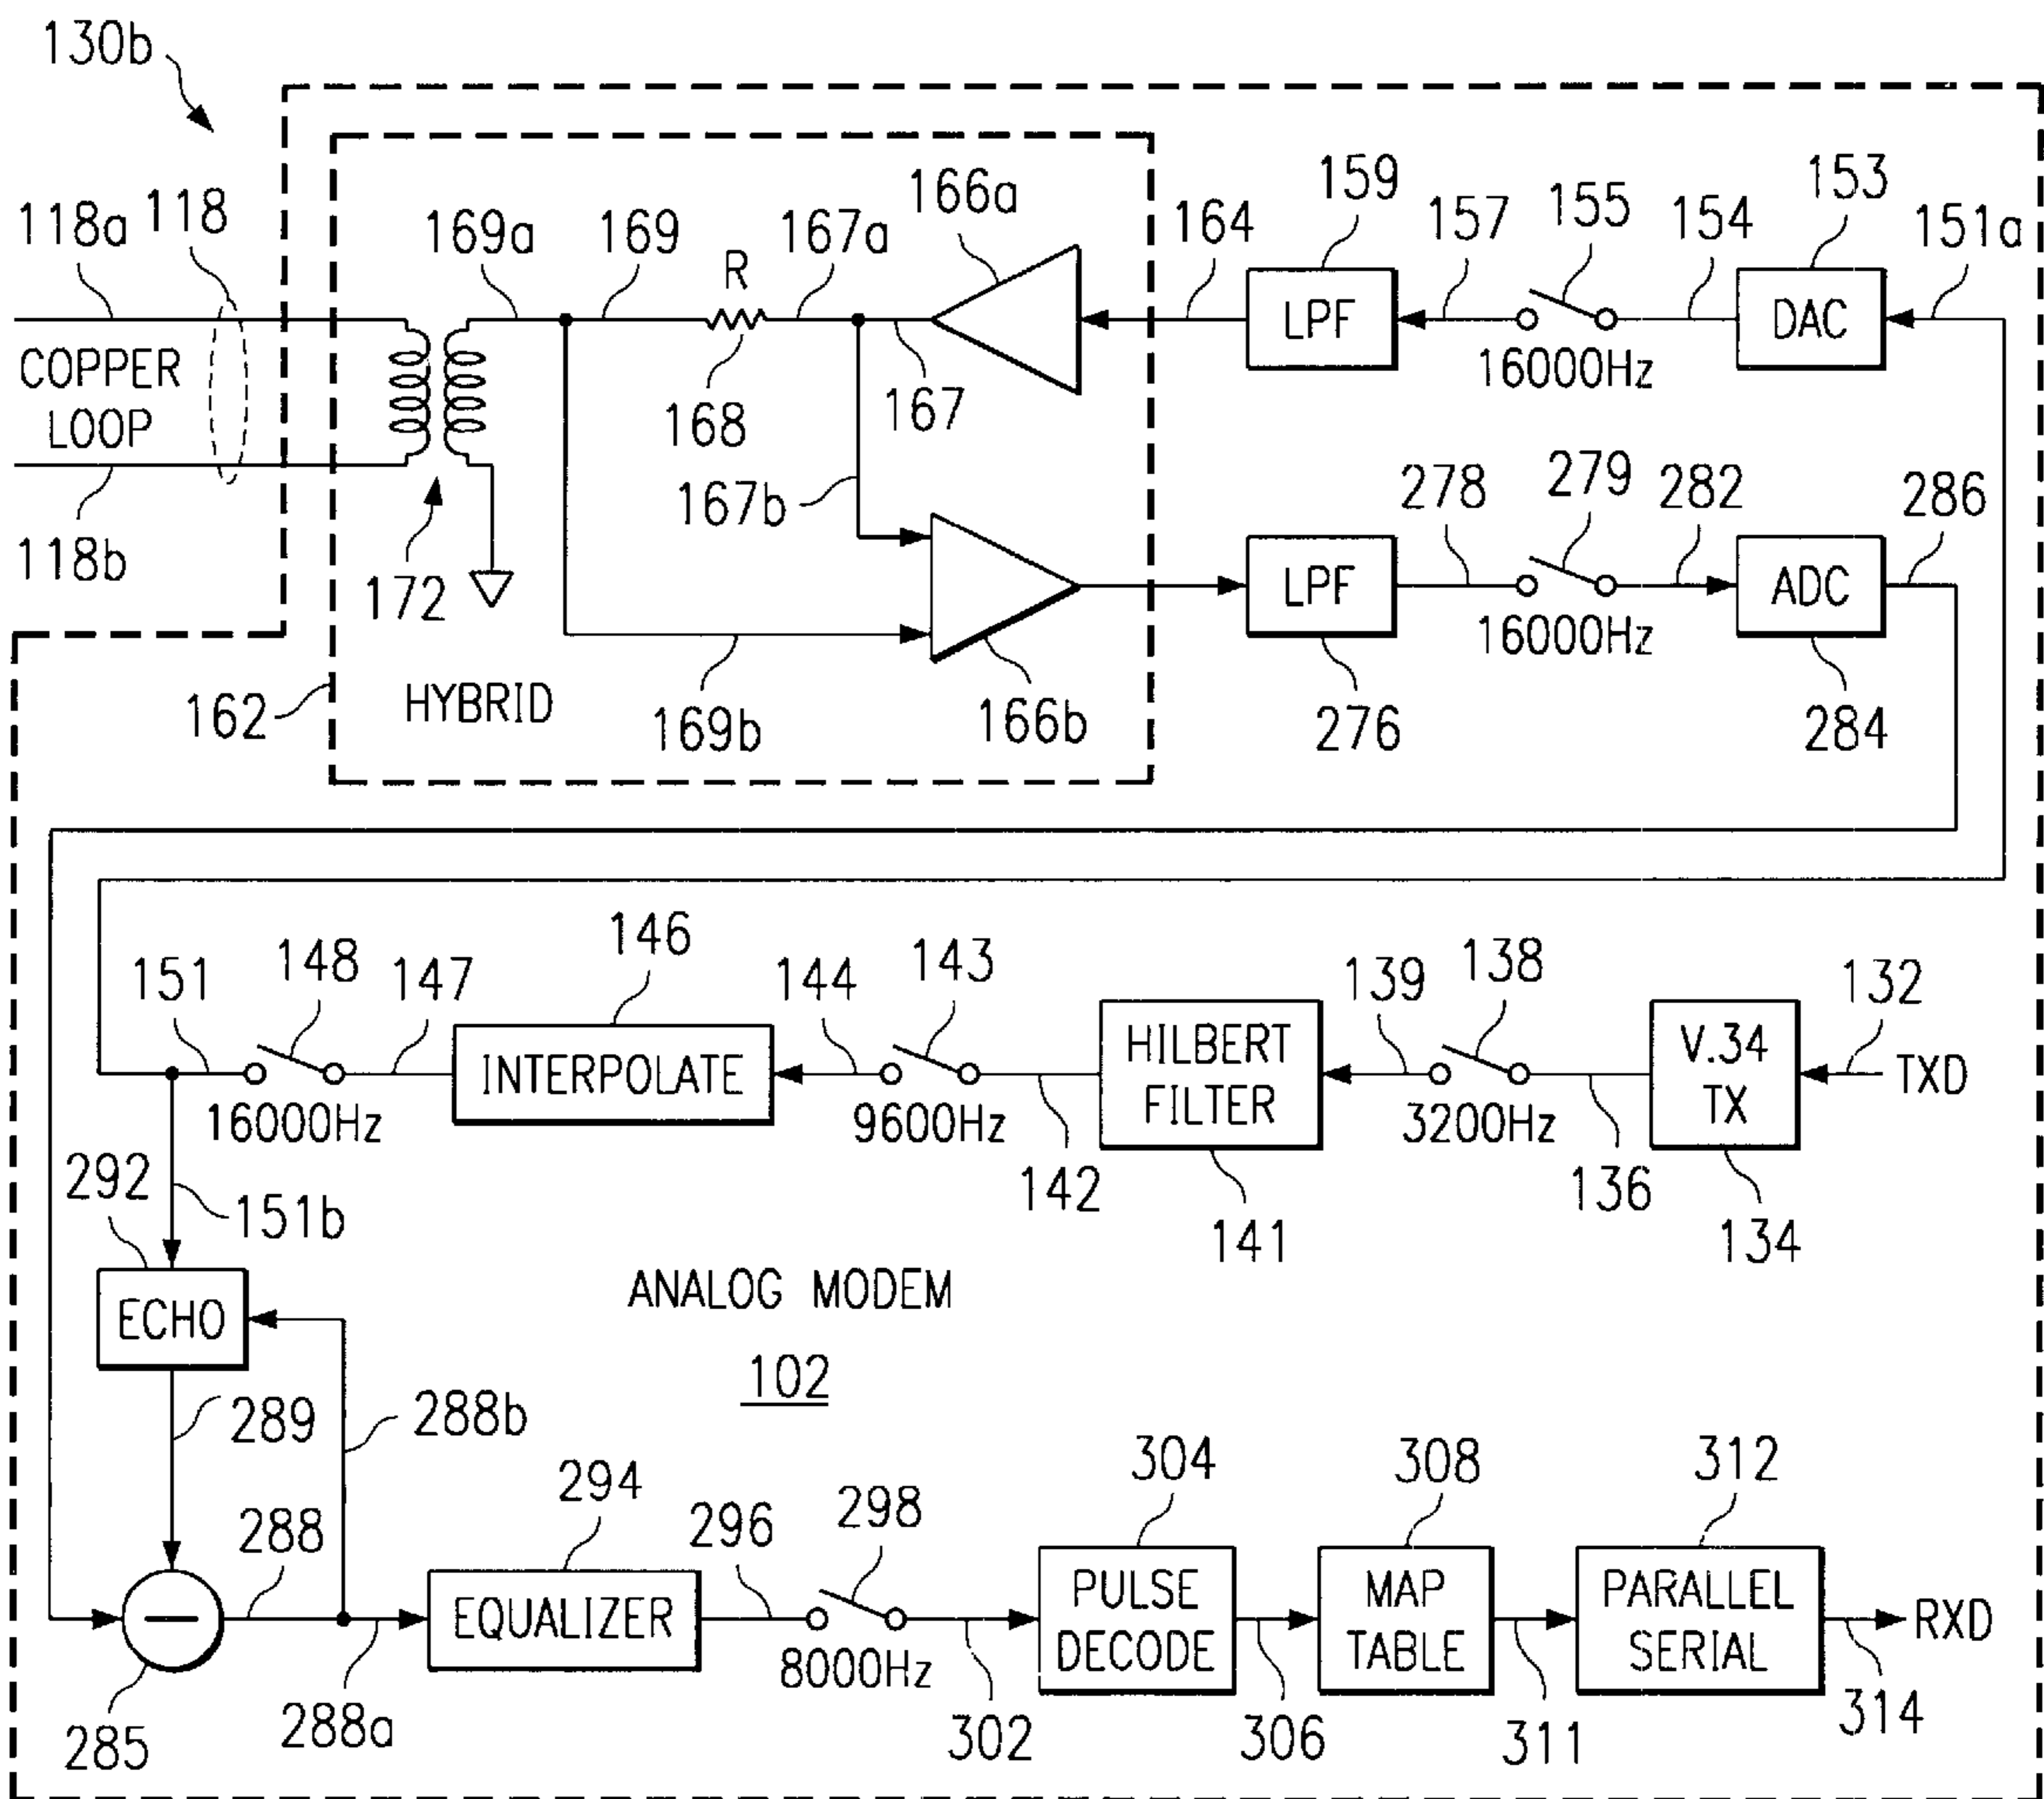 130b
118a
118
COPPER
LOOP
118b
169a
169
R
167a
166a
164
159
LPF
157
155
16000Hz
154
153
DAC
151a
168
167
167b
172
162
HYBRID
169b
166b
LPF
276
278
279
16000Hz
282
ADC
284
286
151
148
16000Hz
147
146
INTERPOLATE
144
143
9600Hz
142
HILBERT
FILTER
141
139
138
3200Hz
136
V.34
TX
134
132
TXD
292
151b
ECHO
289
288b
ANALOG MODEM
102
285
288
288a
294
EQUALIZER
296
298
8000Hz
302
304
PULSE
DECODE
306
308
MAP
TABLE
311
312
PARALLEL
SERIAL
314
RXD